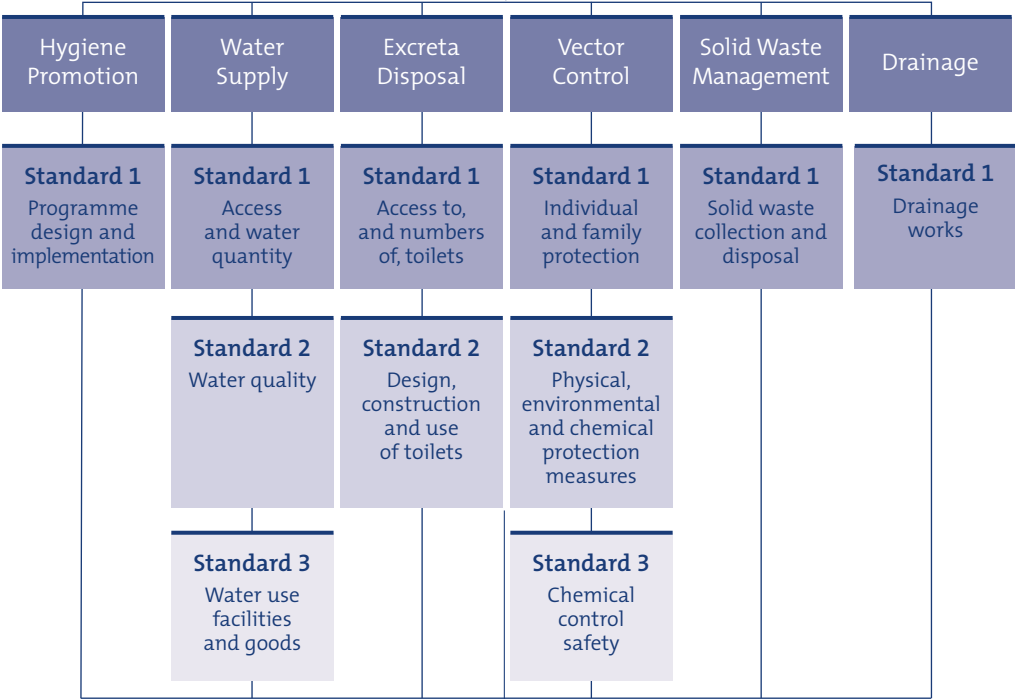 Hygiene
Promotion
Water
Supply
Excreta
Disposal
Vector
Control
Solid Waste
Management
Drainage
Standard 1
Programme
design and
implementation
Standard 1
Access
and water
quantity
Standard 1
Access to,
and numbers
of, toilets
Standard 1
Individual
and family
protection
Standard 1
Solid waste
collection and
disposal
Standard 1
Drainage
works
Standard 2
Water quality
Standard 2
Design,
construction
and use
of toilets
Standard 2
Physical,
environmental
and chemical
protection
measures
Standard 3
Water use
facilities
and goods
Standard 3
Chemical
control
safety